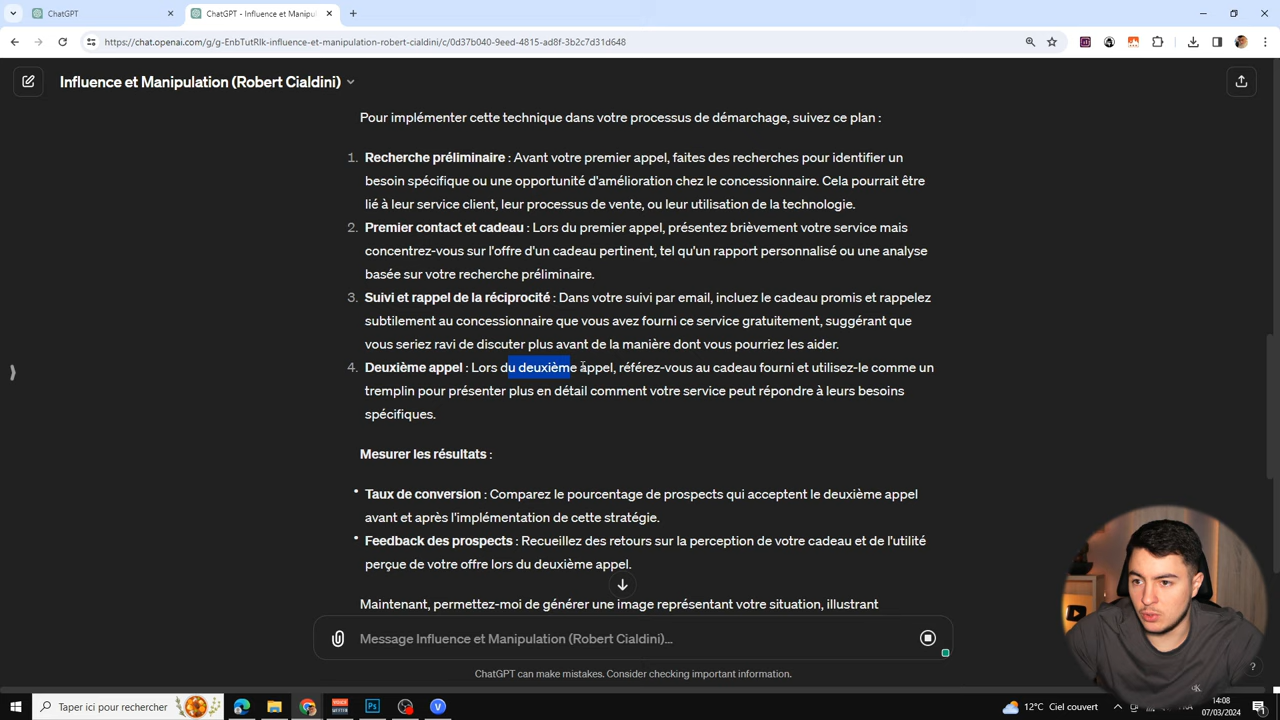 ChatGPT
ChatGPT - Influence et Manipul
https://chat.openai.com/g/g-EnbTutRlk-influence-et-manipulation-robert-cialdini/c/0d37b040-9eed-4815-ad8f-3b2c7d31d648
Influence et Manipulation (Robert Cialdini)
Pour implémenter cette technique dans votre processus de démarchage, suivez ce plan :
1. Recherche préliminaire : Avant votre premier appel, faites des recherches pour identifier un
besoin spécifique ou une opportunité d'amélioration chez le concessionnaire. Cela pourrait être
lié à leur service client, leur processus de vente, ou leur utilisation de la technologie.
2. Premier contact et cadeau : Lors du premier appel, présentez brièvement votre service mais
concentrez-vous sur l'offre d'un cadeau pertinent, tel qu'un rapport personnalisé ou une analyse
basée sur votre recherche préliminaire.
3. Suivi et rappel de la réciprocité : Dans votre suivi par email, incluez le cadeau promis et rappelez
subtilement au concessionnaire que vous avez fourni ce service gratuitement, suggérant que
vous seriez ravi de discuter plus avant de la manière dont vous pourriez les aider.
4. Deuxième appel : Lors du deuxième appel, référez-vous au cadeau fourni et utilisez-le comme un
tremplin pour présenter plus en détail comment votre service peut répondre à leurs besoins
spécifiques.
Mesurer les résultats :
• Taux de conversion : Comparez le pourcentage de prospects qui acceptent le deuxième appel
avant et après l'implémentation de cette stratégie.
• Feedback des prospects : Recueillez des retours sur la perception de votre cadeau et de l'utilité
perçue de votre offre lors du deuxième appel.
Maintenant, permettez-moi de générer une image représentant votre situation, illustrant
Message Influence et Manipulation (Robert Cialdini)...
ChatGPT can make mistakes. Consider checking important information.
?
Taper ici pour rechercher
12°C Ciel couvert
14:08
07/03/2024